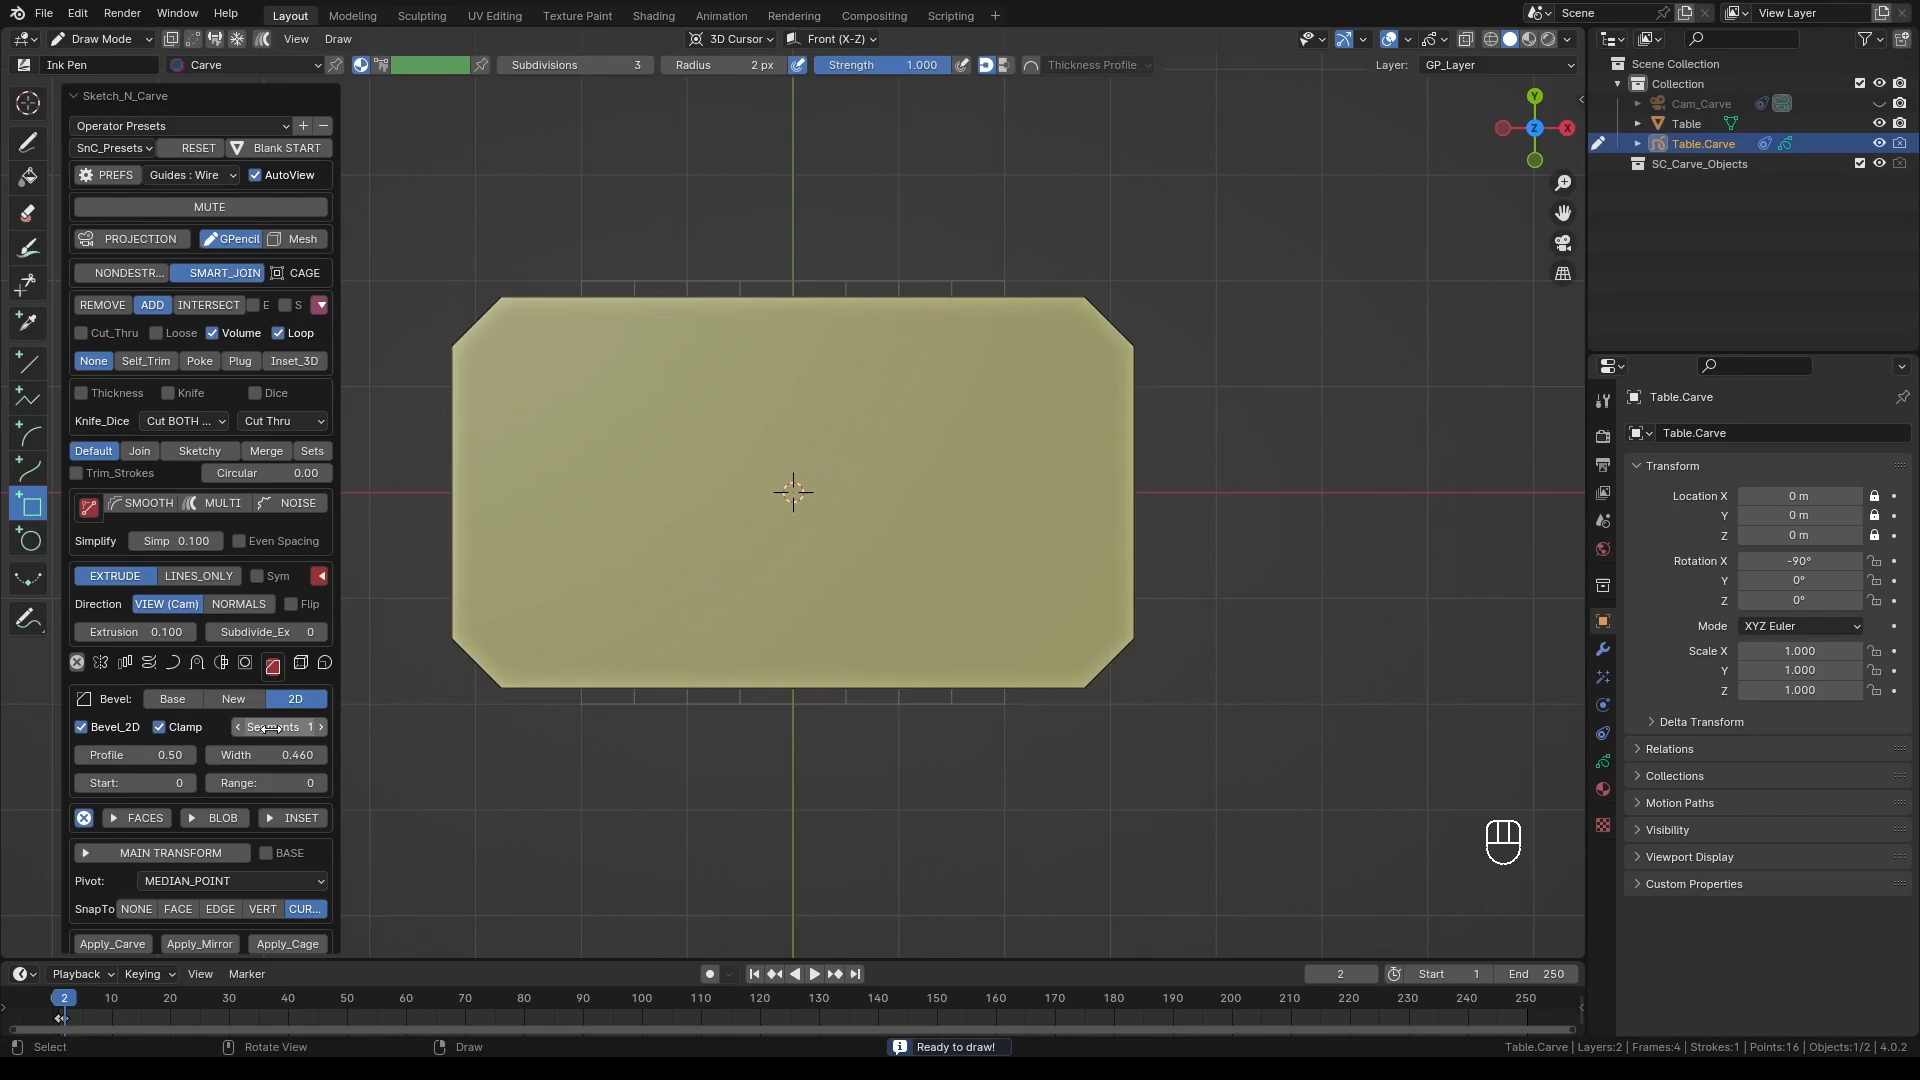 File Edit Render Window Help Layout Modeling Sculpting UV Editing Texture Paint Shading Animation Rendering Compositing Scripting + Scene View Layer
Draw Mode View Draw 3D Cursor Front (X-Z)
Ink Pen Carve Subdivisions 3 Radius 2 px Strength 1.000 Thickness Profile Layer: GP_Layer
Sketch_N_Carve
Operator Presets + −
SnC_Presets RESET Blank START
PREFS Guides : Wire AutoView
MUTE
PROJECTION GPencil Mesh
NONDESTR... SMART_JOIN CAGE
REMOVE ADD INTERSECT E S
Cut_Thru Loose Volume Loop
None Self_Trim Poke Plug Inset_3D
Thickness Knife Dice
Knife_Dice Cut BOTH ... Cut Thru
Default Join Sketchy Merge Sets
Trim_Strokes Circular 0.00
SMOOTH MULTI NOISE
Simplify Simp 0.100 Even Spacing
EXTRUDE LINES_ONLY Sym
Direction VIEW (Cam) NORMALS Flip
Extrusion 0.100 Subdivide_Ex 0
Bevel: Base New 2D
Bevel_2D Clamp Segments 1
Profile 0.50 Width 0.460
Start: 0 Range: 0
FACES BLOB INSET
MAIN TRANSFORM BASE
Pivot: MEDIAN_POINT
SnapTo NONE FACE EDGE VERT CUR...
Apply_Carve Apply_Mirror Apply_Cage
Y
Z X
Scene Collection
Collection
Cam_Carve
Table
Table.Carve
SC_Carve_Objects
Table.Carve
Table.Carve
Transform
Location X 0 m
Y 0 m
Z 0 m
Rotation X -90°
Y 0°
Z 0°
Mode XYZ Euler
Scale X 1.000
Y 1.000
Z 1.000
Delta Transform
Relations
Collections
Motion Paths
Visibility
Viewport Display
Custom Properties
Playback Keying View Marker 2 Start 1 End 250
2 10 20 30 40 50 60 70 80 90 100 110 120 130 140 150 160 170 180 190 200 210 220 230 240 250
Select Rotate View Draw Ready to draw! Table.Carve | Layers:2 | Frames:4 | Strokes:1 | Points:16 | Objects:1/2 | 4.0.2